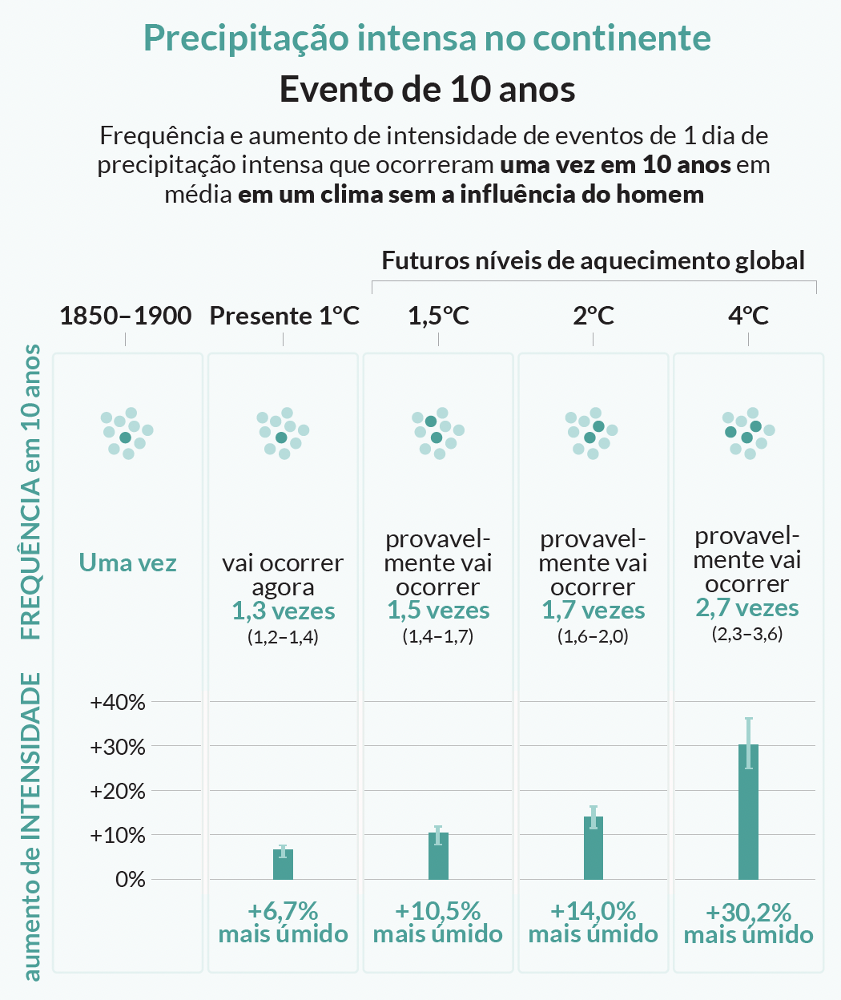 Precipitação intensa no continente
Evento de 10 anos
Frequência e aumento de intensidade de eventos de 1 dia de
precipitação intensa que ocorreram uma vez em 10 anos em
média em um clima sem a influência do homem
Futuros níveis de aquecimento global
1850–1900 Presente 1°C 1,5°C 2°C 4°C
FREQUÊNCIA em 10 anos
Uma vez
vai ocorrer
agora
1,3 vezes
(1,2–1,4)
provavel-
mente vai
ocorrer
1,5 vezes
(1,4–1,7)
provavel-
mente vai
ocorrer
1,7 vezes
(1,6–2,0)
provavel-
mente vai
ocorrer
2,7 vezes
(2,3–3,6)
aumento de INTENSIDADE
+40%
+30%
+20%
+10%
0%
+6,7%
mais úmido
+10,5%
mais úmido
+14,0%
mais úmido
+30,2%
mais úmido